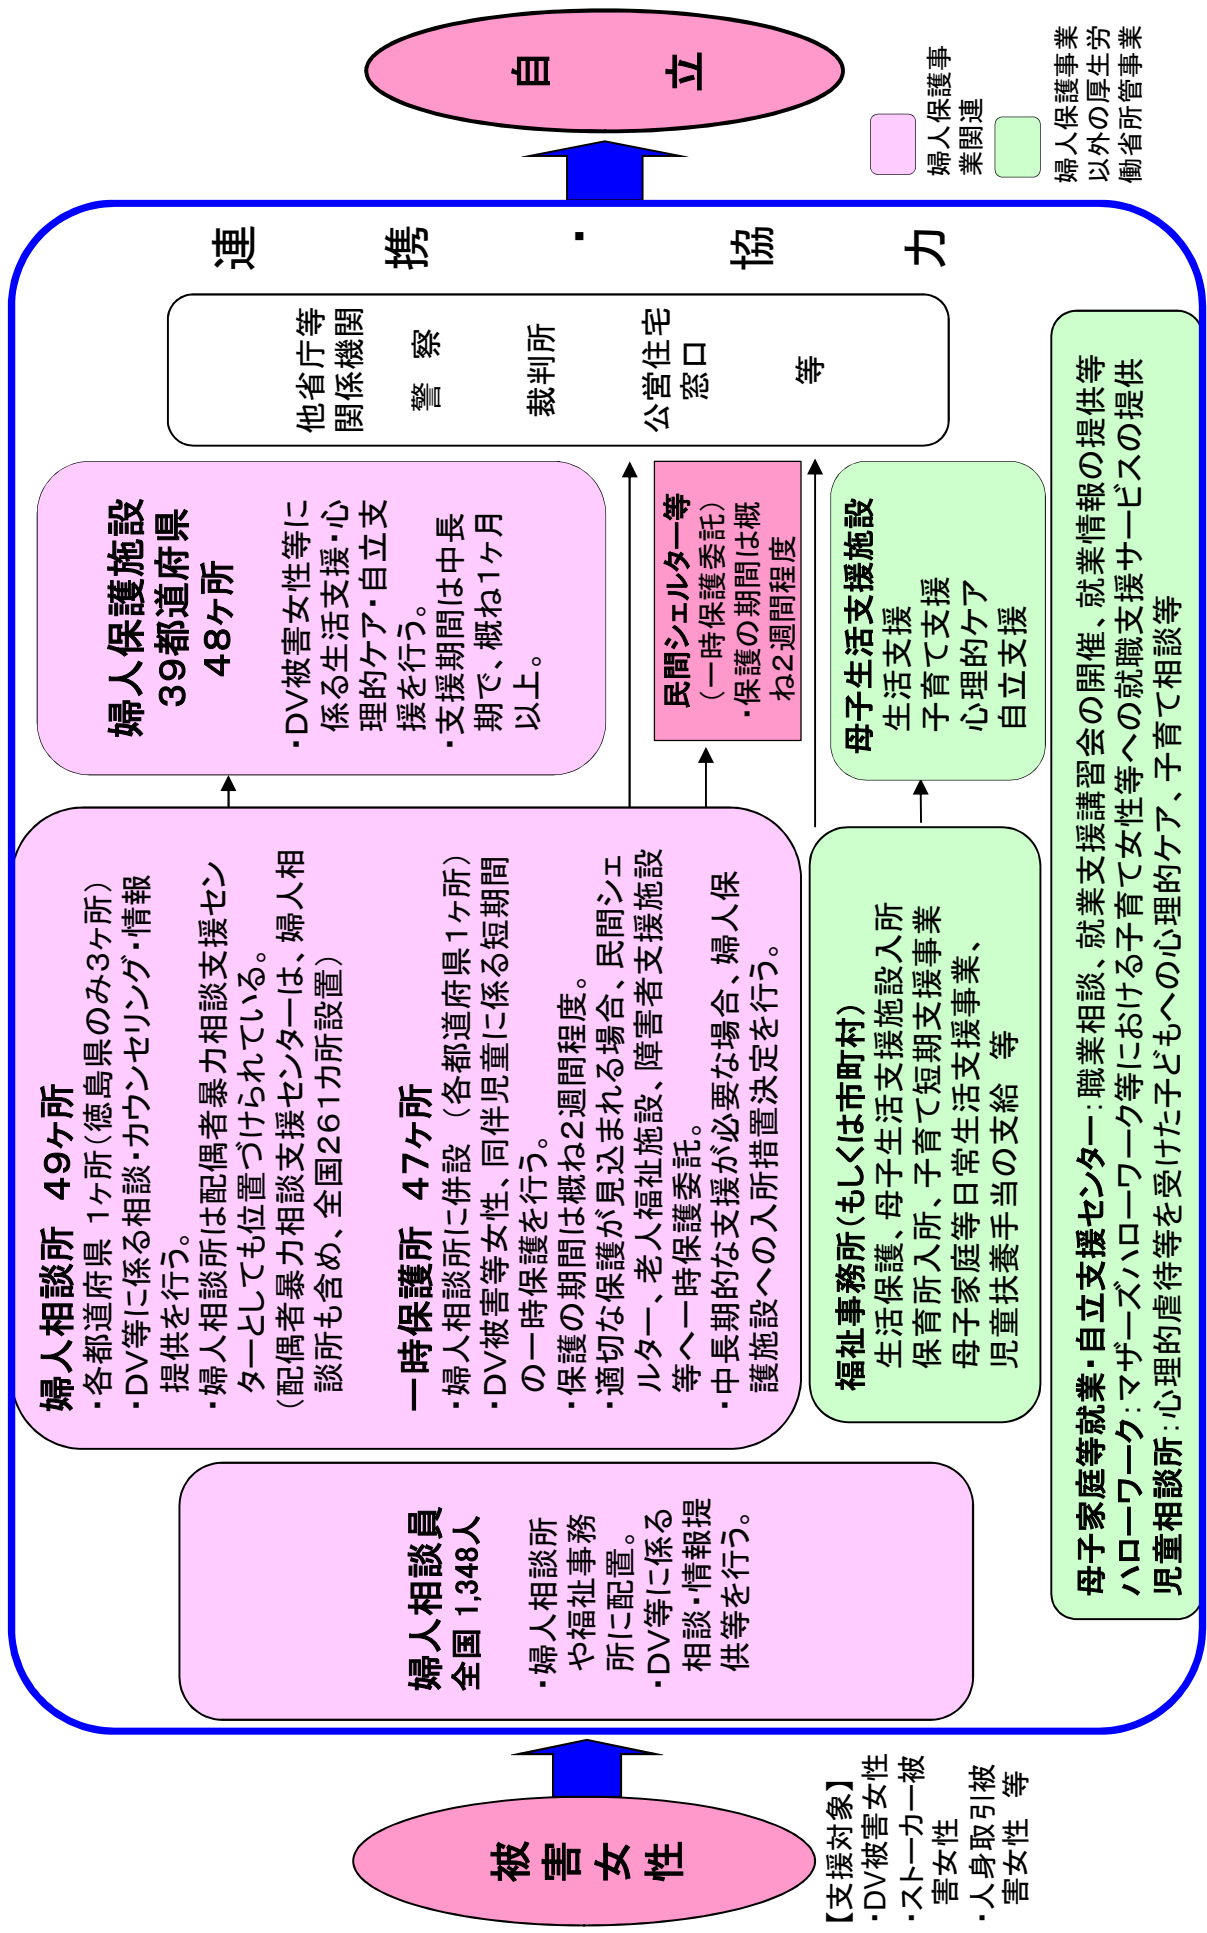 被害女性
【支援対象】
・DV被害女性
・ストーカー被
害女性
・人身取引被
害女性 等
婦人相談員
全国 1,348人
・婦人相談所
や福祉事務
所に配置。
・DV等に係る
相談・情報提
供等を行う。
婦人相談所 49ヶ所
・各都道府県 1ヶ所（徳島県のみ3ヶ所）
・DV等に係る相談・カウンセリング・情報
提供を行う。
・婦人相談所は配偶者暴力相談支援セン
ターとしても位置づけられている。
（配偶者暴力相談支援センターは、婦人相
談所も含め、全国261カ所設置）
一時保護所 47ヶ所
・婦人相談所に併設 （各都道府県1ヶ所）
・DV被害等女性、同伴児童に係る短期間
の一時保護を行う。
・保護の期間は概ね2週間程度。
・適切な保護が見込まれる場合、民間シェ
ルター、老人福祉施設、障害者支援施設
等へ一時保護委託。
・中長期的な支援が必要な場合、婦人保
護施設への入所措置決定を行う。
福祉事務所（もしくは市町村）
生活保護、母子生活支援施設入所
保育所入所、子育て短期支援事業
母子家庭等日常生活支援事業、
児童扶養手当の支給 等
婦人保護施設
39都道府県
48ヶ所
・DV被害女性等に
係る生活支援・心
理的ケア・自立支
援を行う。
・支援期間は中長
期で、概ね1ヶ月
以上。
民間シェルター等
（一時保護委託）
・保護の期間は概
ね2週間程度
母子生活支援施設
生活支援
子育て支援
心理的ケア
自立支援
他省庁等
関係機関
警 察
裁判所
公営住宅
窓口
等
連携・協力
母子家庭等就業・自立支援センター：職業相談、就業支援講習会の開催、就業情報の提供等
ハローワーク：マザーズハローワーク等における子育て女性等への就職支援サービスの提供
児童相談所：心理的虐待等を受けた子どもへの心理的ケア、子育て相談等
自 立
婦人保護事
業関連
婦人保護事業
以外の厚生労
働省所管事業